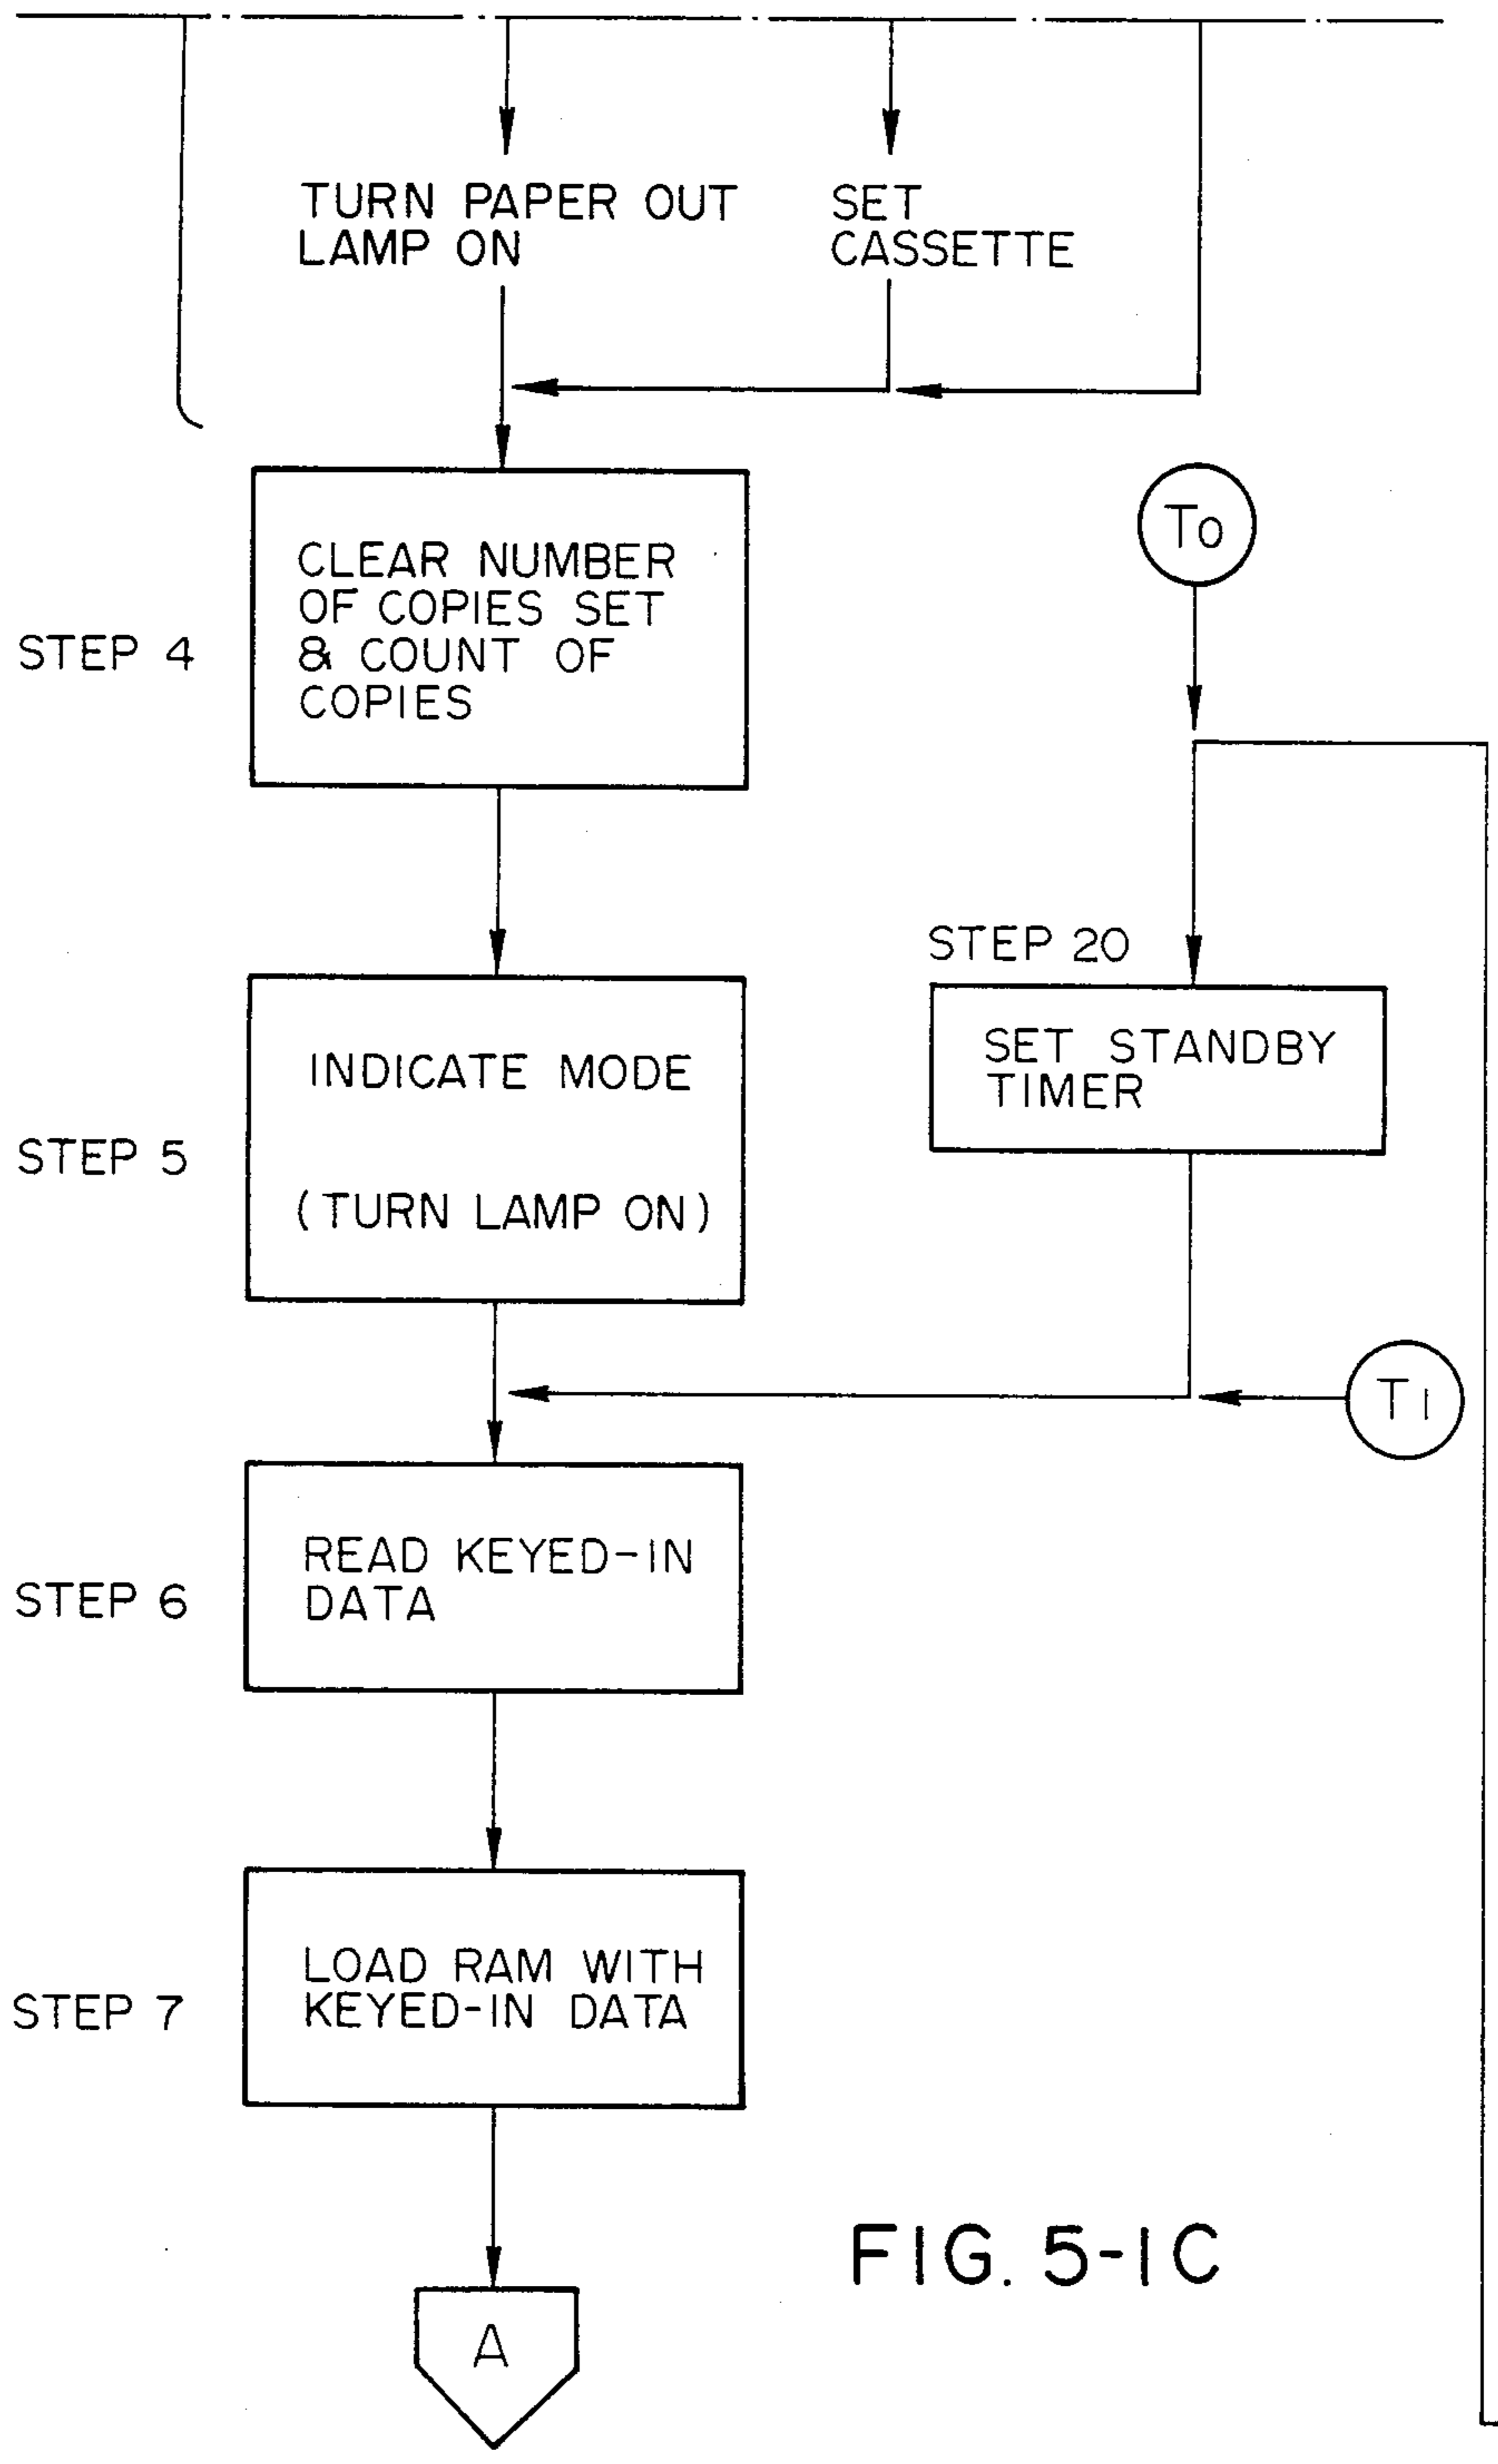 TURN PAPER OUT
LAMP ON
SET
CASSETTE
CLEAR NUMBER
OF COPIES SET
& COUNT OF
COPIES
STEP 4
T0
STEP 20
SET STANDBY
TIMER
INDICATE MODE
(TURN LAMP ON)
STEP 5
T1
READ KEYED-IN
DATA
STEP 6
LOAD RAM WITH
KEYED-IN DATA
STEP 7
FIG. 5-1C
A